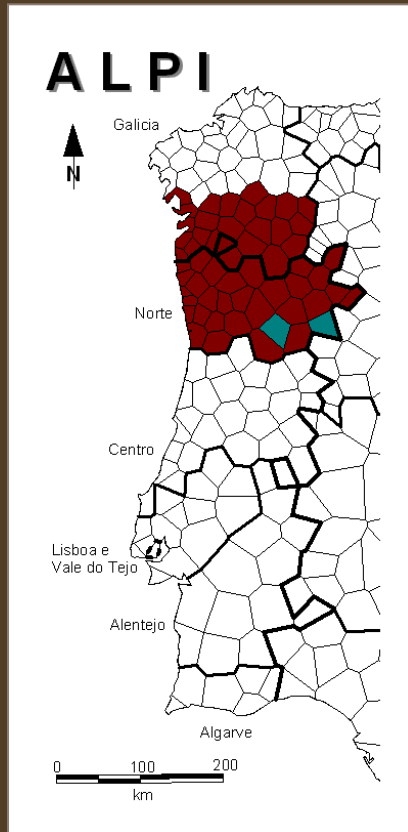 ALPI
Galicia
N
Norte
Centro
Lisboa e
Vale do Tejo
Alentejo
Algarve
0 100 200
km